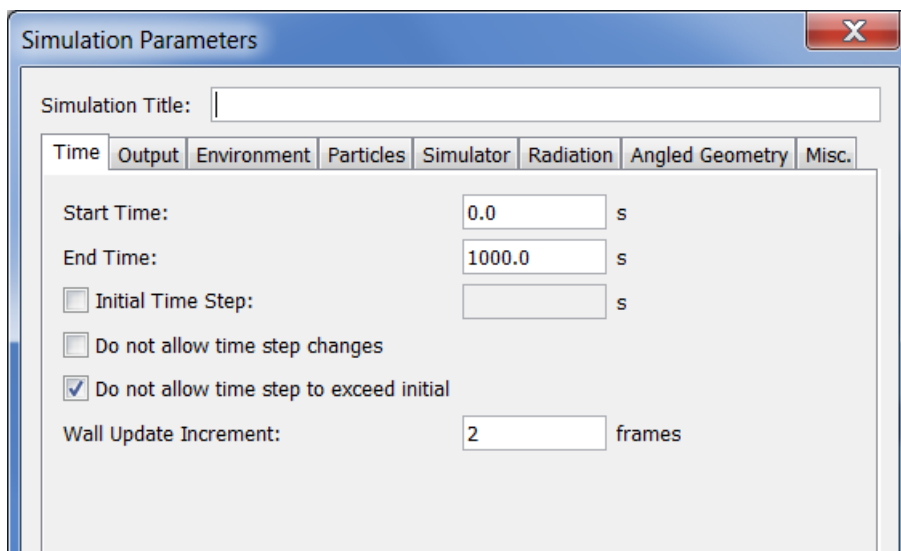 Simulation Parameters
X
Simulation Title:
Time Output Environment Particles Simulator Radiation Angled Geometry Misc.
Start Time: 0.0 s
End Time: 1000.0 s
Initial Time Step: s
Do not allow time step changes
Do not allow time step to exceed initial
Wall Update Increment: 2 frames